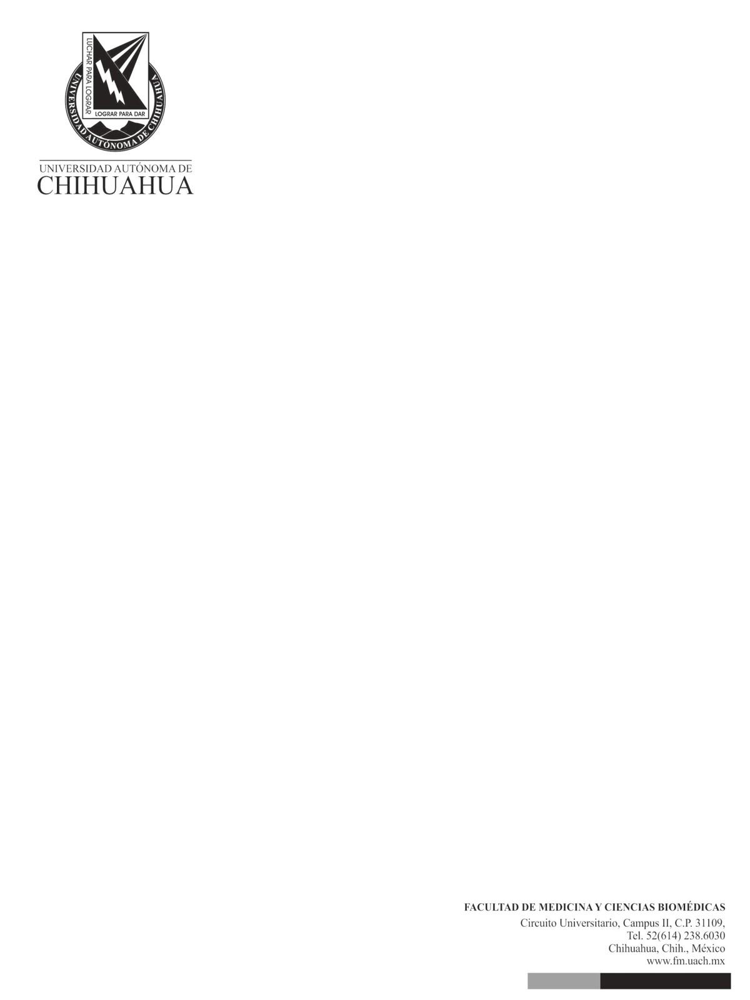 LUCHAR PARA LOGRAR
LOGRAR PARA DAR
UNIVERSIDAD AUTÓNOMA DE CHIHUAHUA
UNIVERSIDAD AUTÓNOMA DE
CHIHUAHUA
FACULTAD DE MEDICINA Y CIENCIAS BIOMÉDICAS
Circuito Universitario, Campus II, C.P. 31109,
Tel. 52(614) 238.6030
Chihuahua, Chih., México
www.fm.uach.mx